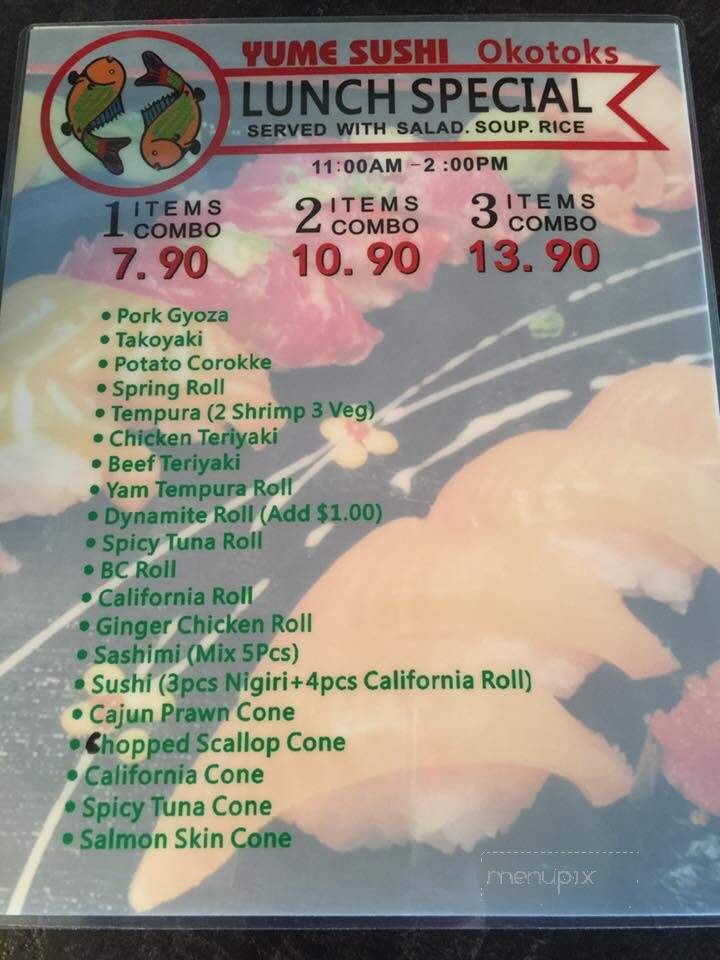 YUME SUSHI Okotoks
LUNCH SPECIAL
SERVED WITH SALAD. SOUP. RICE
11:00AM -2 :00PM
1 ITEMS COMBO
7. 90
2 ITEMS COMBO
10. 90
3 ITEMS COMBO
13. 90
• Pork Gyoza
• Takoyaki
• Potato Corokke
• Spring Roll
• Tempura (2 Shrimp 3 Veg)
• Chicken Teriyaki
• Beef Teriyaki
• Yam Tempura Roll
• Dynamite Roll (Add $1.00)
• Spicy Tuna Roll
• BC Roll
• California Roll
• Ginger Chicken Roll
• Sashimi (Mix 5Pcs)
• Sushi (3pcs Nigiri+4pcs California Roll)
• Cajun Prawn Cone
• Chopped Scallop Cone
• California Cone
• Spicy Tuna Cone
• Salmon Skin Cone
menupix